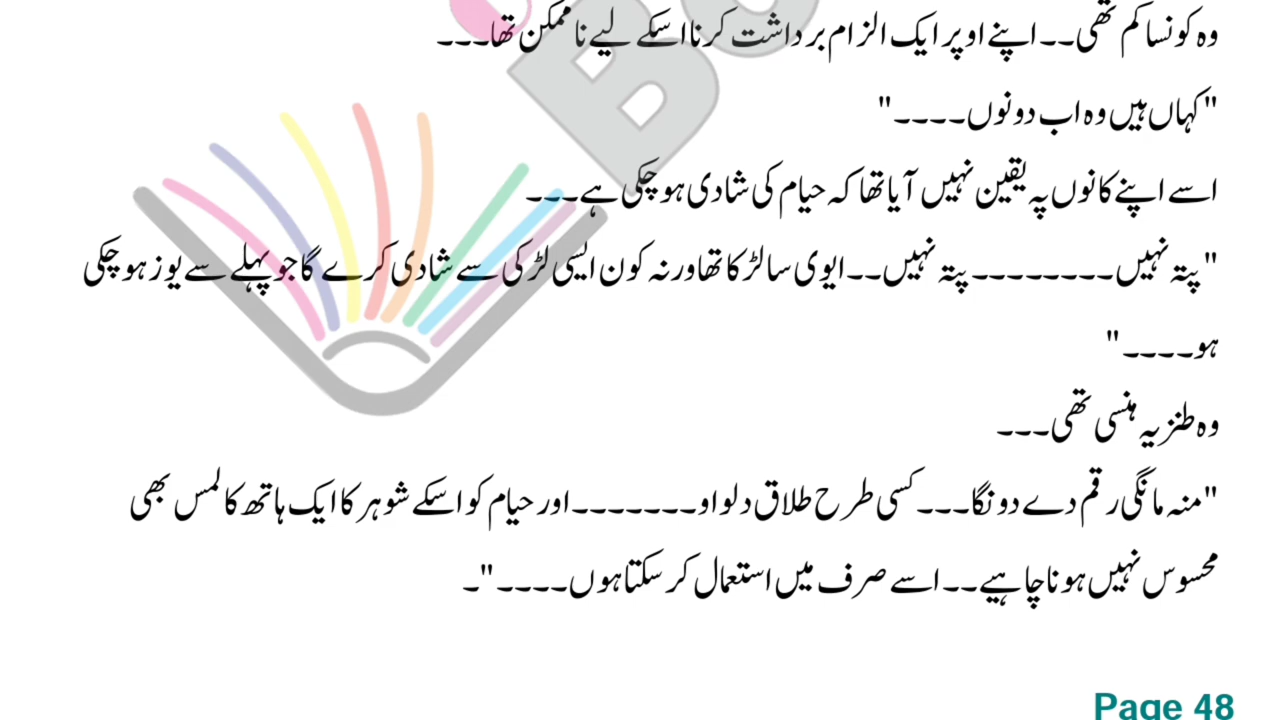 وہ کونسا کم تھی۔۔اپنے اوپر ایک الزام برداشت کرنا اسکے لیے ناممکن تھا۔۔۔
"کہاں ہیں وہ اب دونوں۔۔۔۔"
اسے اپنے کانوں پہ یقین نہیں آیا تھا کہ حیام کی شادی ہو چکی ہے۔۔۔
"پتہ نہیں۔۔۔۔۔۔۔۔پتہ نہیں۔۔ایوی سا لڑکا تھا ورنہ کون ایسی لڑکی سے شادی کرے گا جو پہلے سے یوز ہو چکی
ہو۔۔۔۔"
وہ طنزیہ ہنسی تھی۔۔۔
"منہ مانگی رقم دے دونگا۔۔۔کسی طرح طلاق دلواو۔۔۔۔۔۔۔اور حیام کو اسکے شوہر کا ایک ہاتھ کا لمس بھی
محسوس نہیں ہونا چاہیے۔۔اسے صرف میں استعمال کر سکتا ہوں۔۔۔۔"۔
Page 48